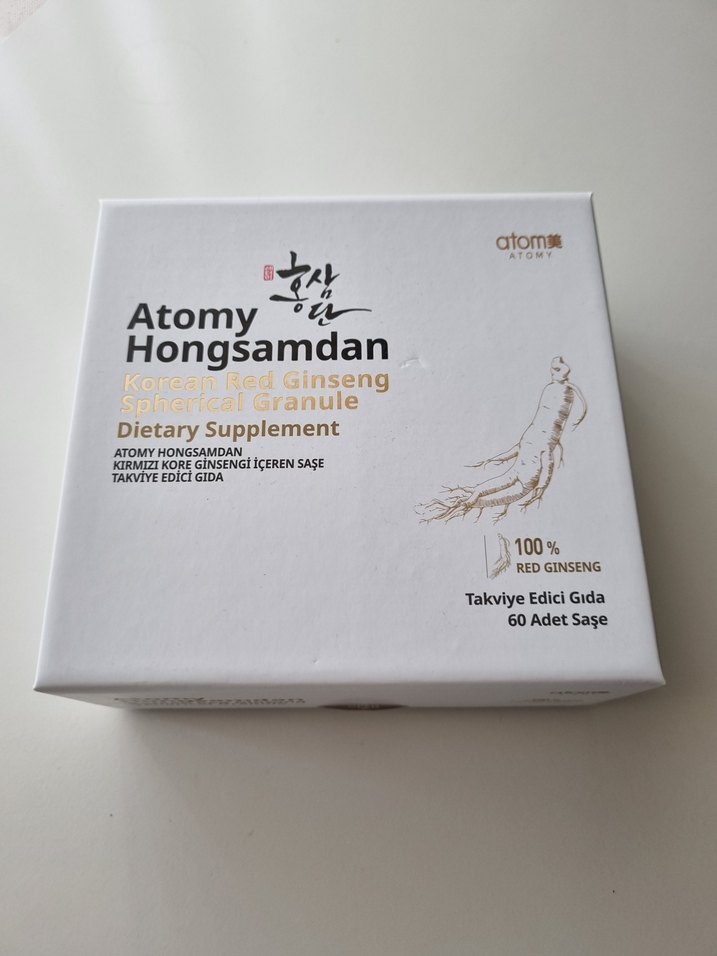 atom美
ATOMY
홍삼단
Atomy
Hongsamdan
Korean Red Ginseng
Spherical Granule
Dietary Supplement
ATOMY HONGSAMDAN
KIRMIZI KORE GİNSENGİ İÇEREN SAŞE
TAKVİYE EDİCİ GIDA
100 %
RED GINSENG
Takviye Edici Gıda
60 Adet Saşe